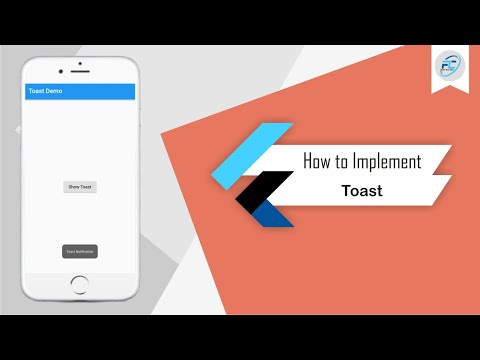 Toast Demo
Show Toast
Toast Notification
How to Implement
Toast